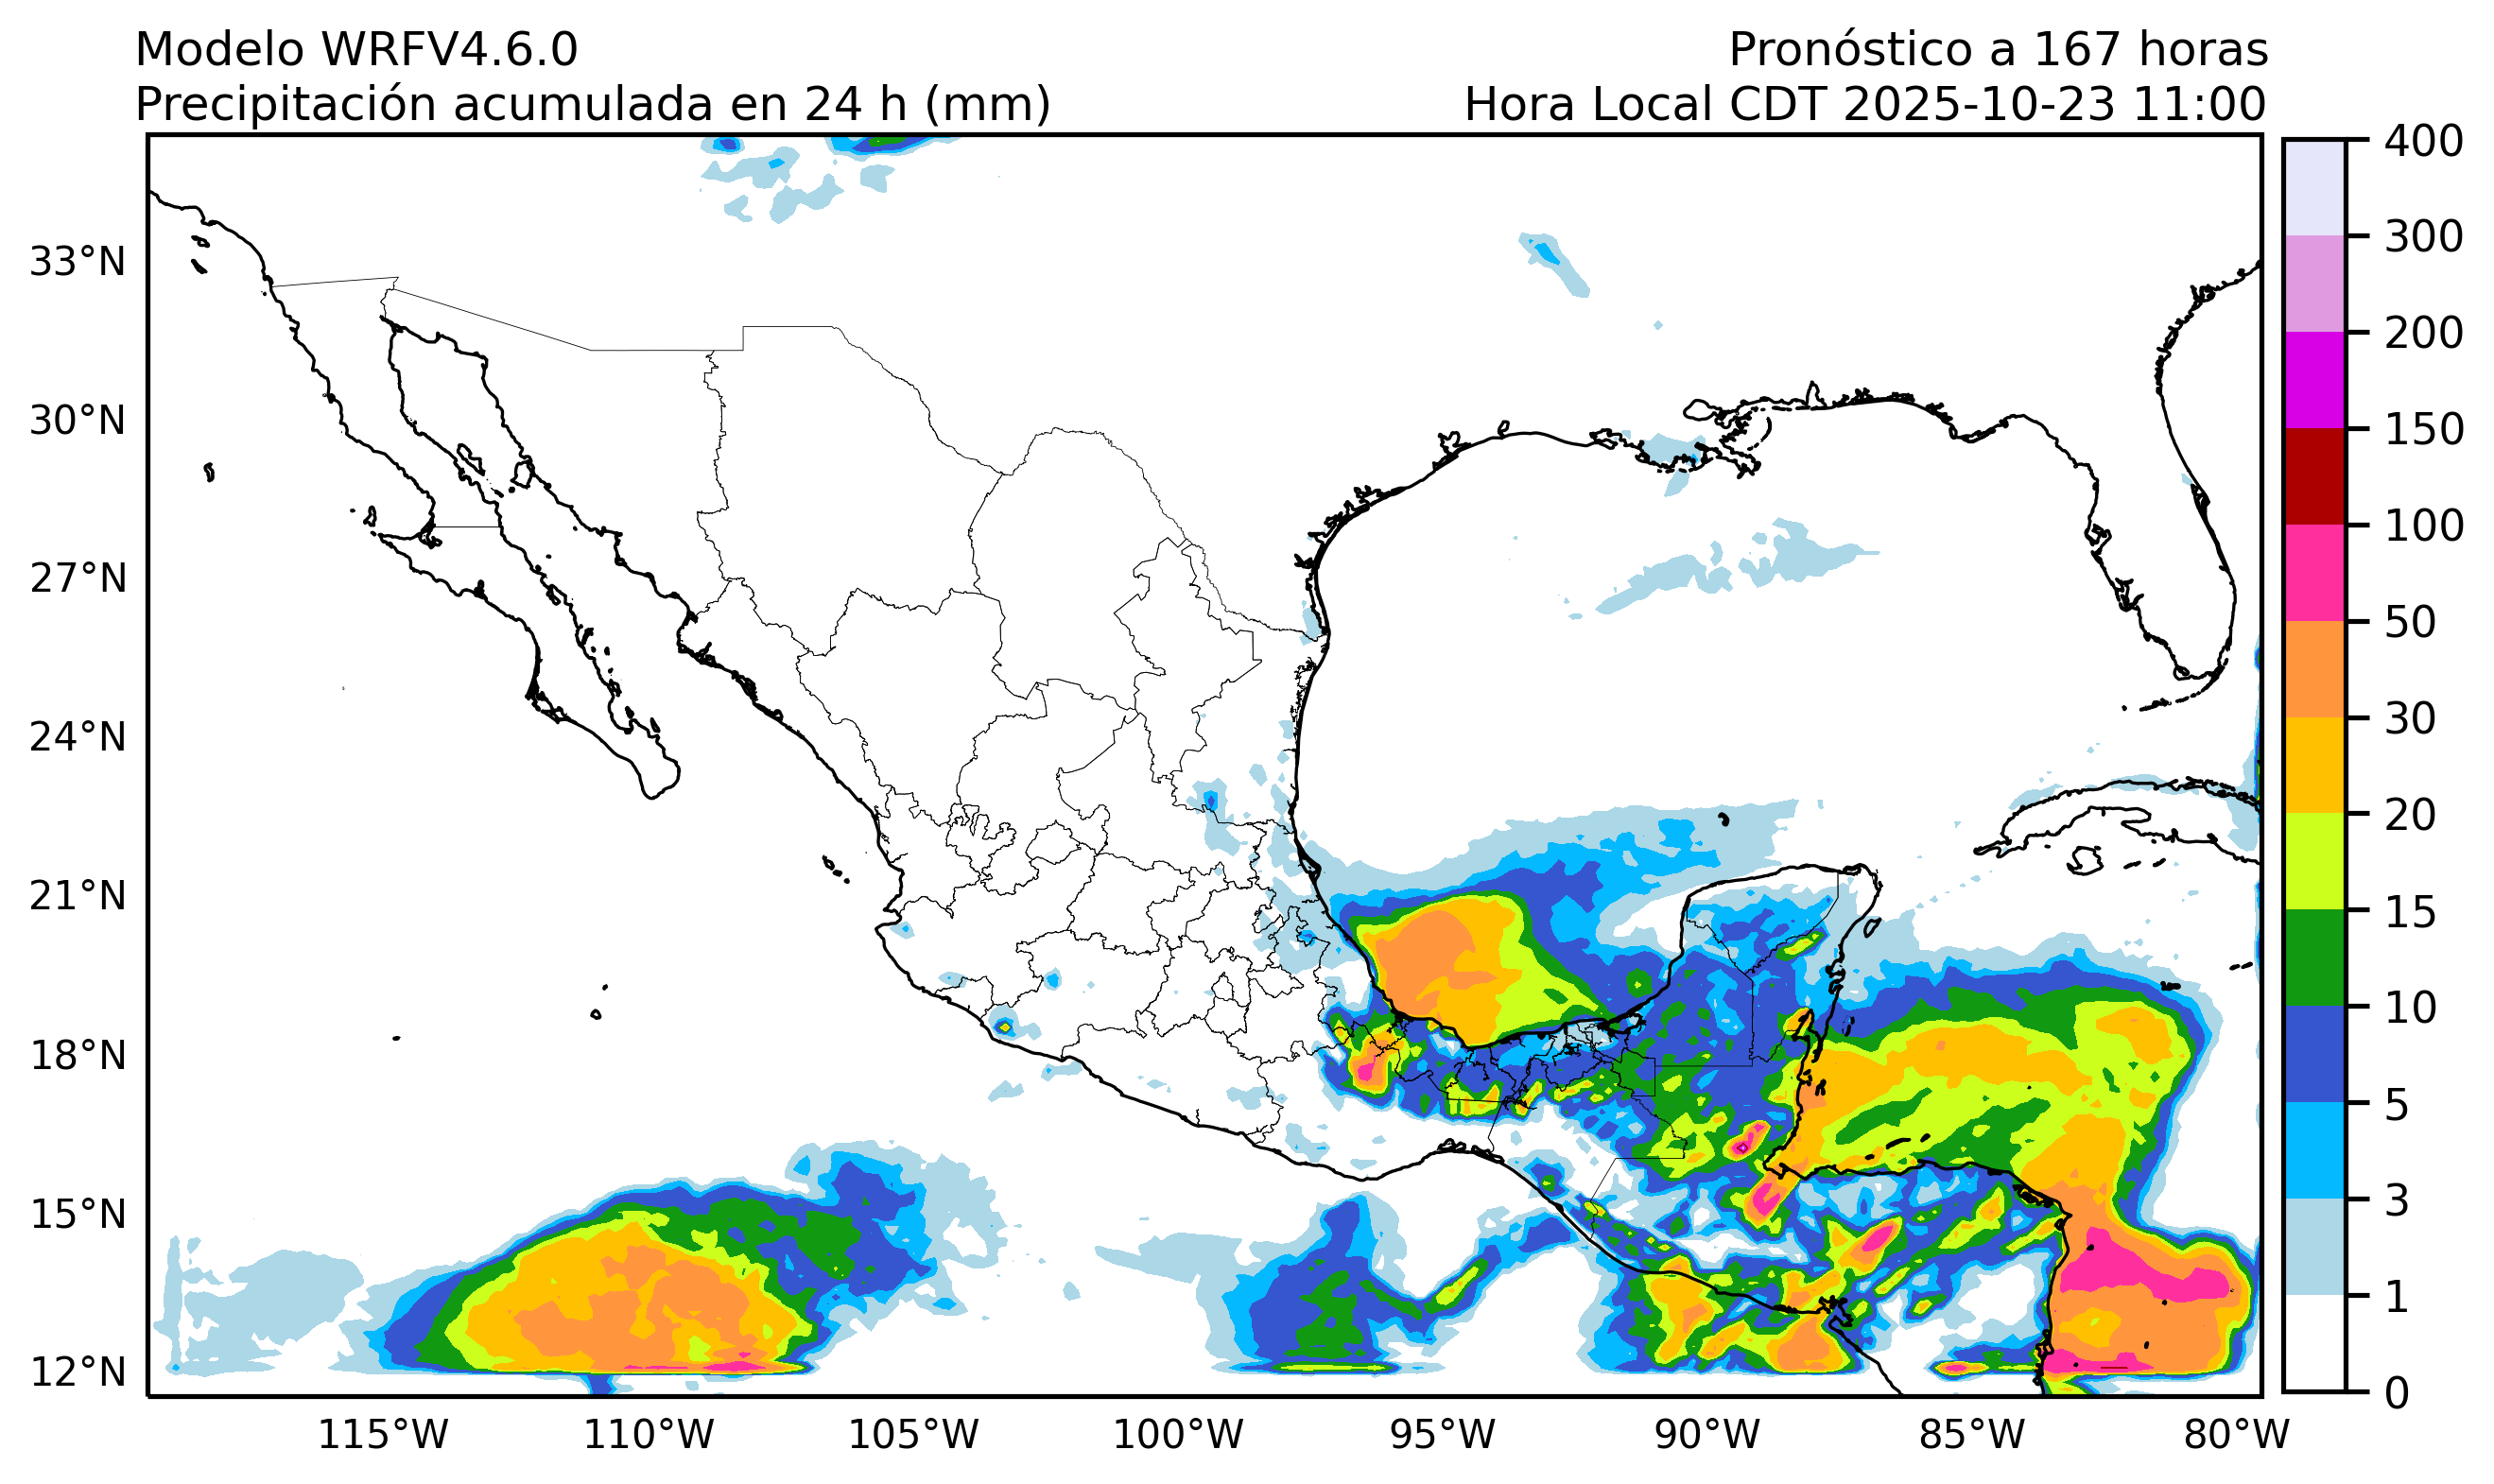 Modelo WRFV4.6.0
Pronóstico a 167 horas
Precipitación acumulada en 24 h (mm)
Hora Local CDT 2025-10-23 11:00
33°N
30°N
27°N
24°N
21°N
18°N
15°N
12°N
115°W
110°W
105°W
100°W
95°W
90°W
85°W
80°W
400
300
200
150
100
50
30
20
15
10
5
3
1
0